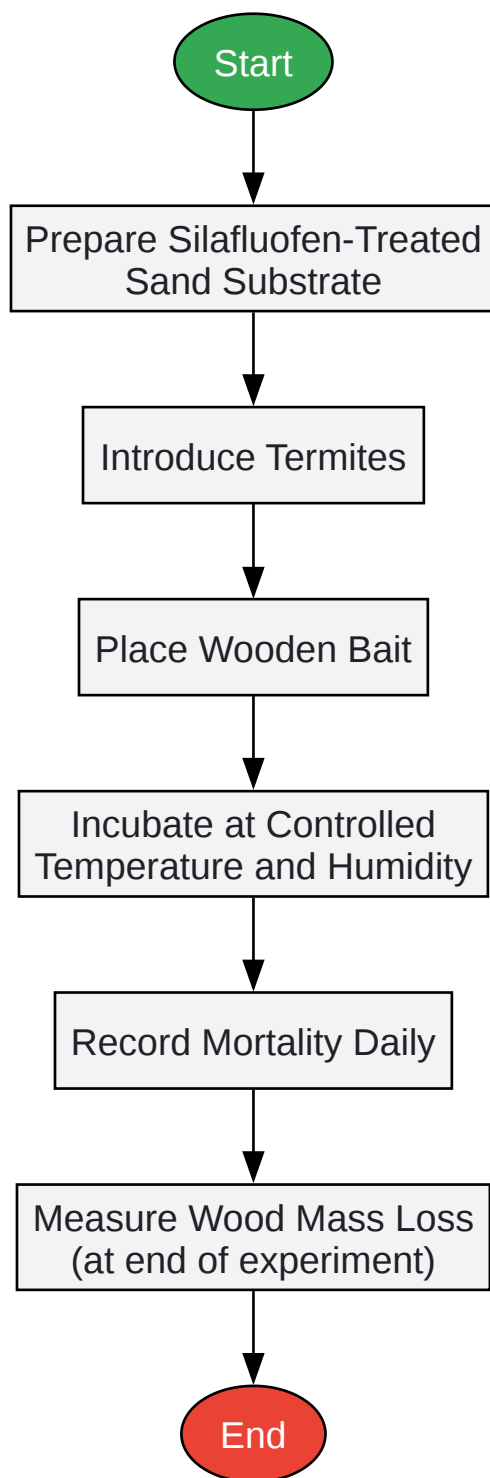 Start
Prepare Silafluofen-Treated
Sand Substrate
Introduce Termites
Place Wooden Bait
Incubate at Controlled
Temperature and Humidity
Record Mortality Daily
Measure Wood Mass Loss
(at end of experiment)
End